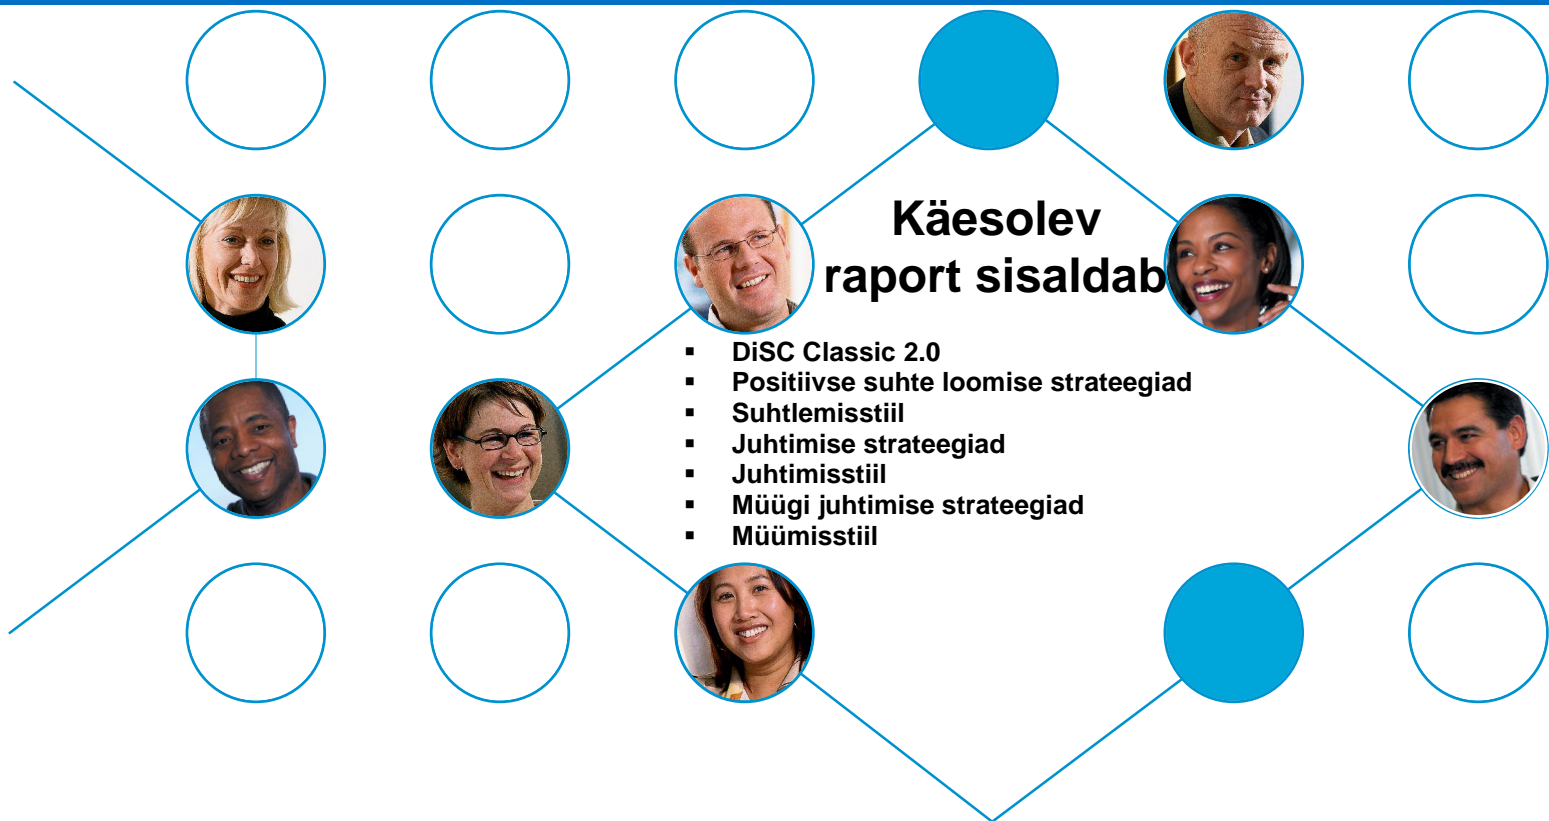 Käesolev
raport sisaldab
▪ DiSC Classic 2.0
▪ Positiivse suhte loomise strateegiad
▪ Suhtlemisstiil
▪ Juhtimise strateegiad
▪ Juhtimisstiil
▪ Müügi juhtimise strateegiad
▪ Müümisstiil